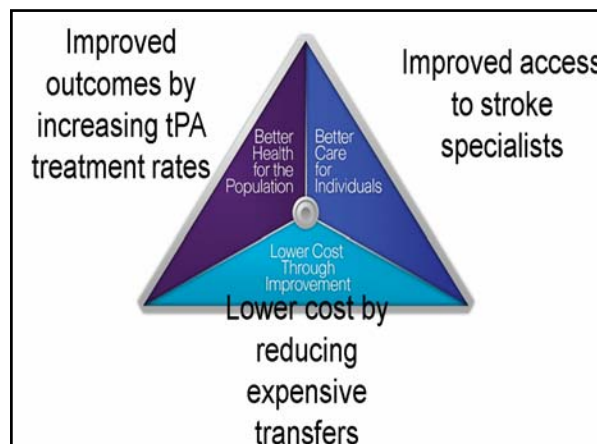 Improved
outcomes by
increasing tPA
treatment rates
Improved access
to stroke
specialists
Better
Health
for the
Population
Better
Care
for
Individuals
Lower Cost
Through
Improvement
Lower cost by
reducing
expensive
transfers